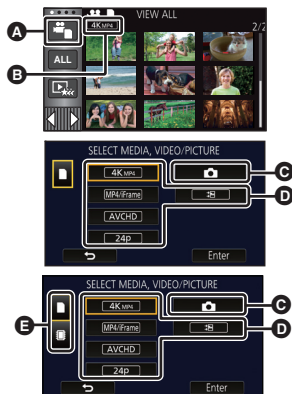 A
VIEW ALL
4K MP4
2/2
ALL
B
SELECT MEDIA, VIDEO/PICTURE
4K MP4
C
MP4/iFrame
D
AVCHD
24p
Enter
SELECT MEDIA, VIDEO/PICTURE
4K MP4
C
E
MP4/iFrame
D
AVCHD
24p
Enter